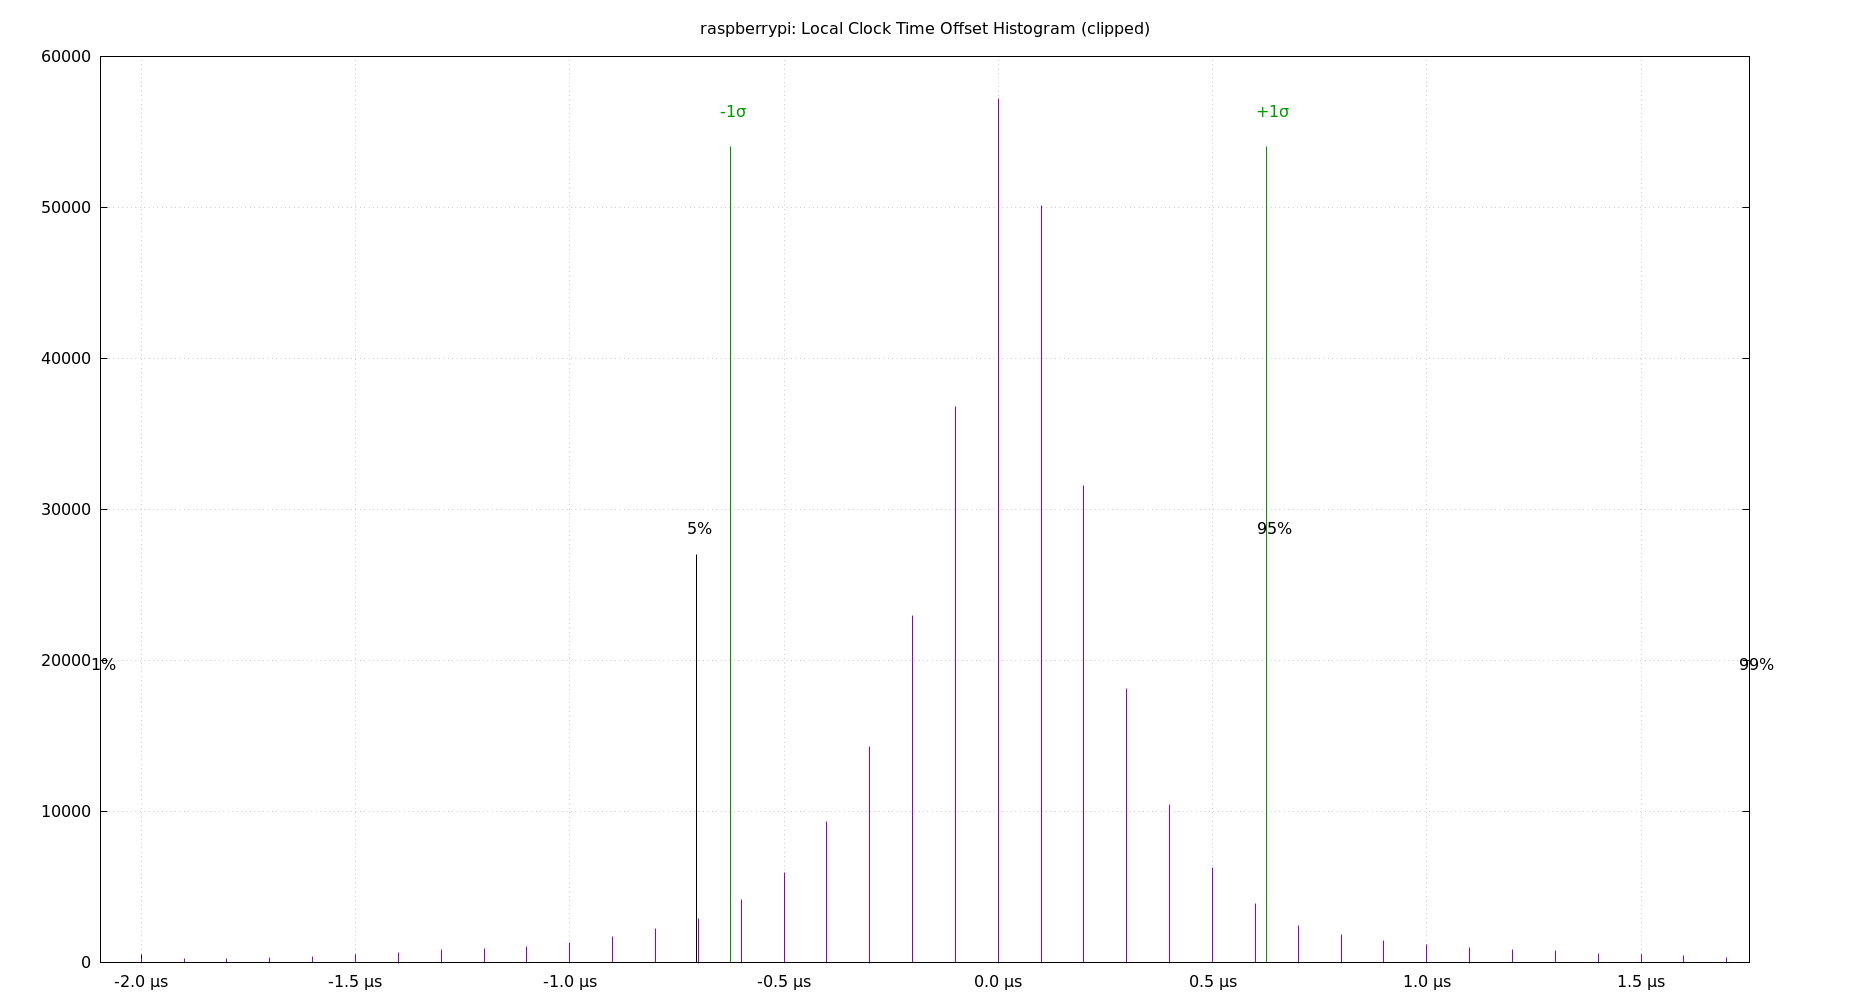 raspberrypi: Local Clock Time Offset Histogram (clipped)
60000
-1σ
+1σ
50000
40000
30000
5%
95%
20000
1%
99%
10000
0
-2.0 µs
-1.5 µs
-1.0 µs
-0.5 µs
0.0 µs
0.5 µs
1.0 µs
1.5 µs